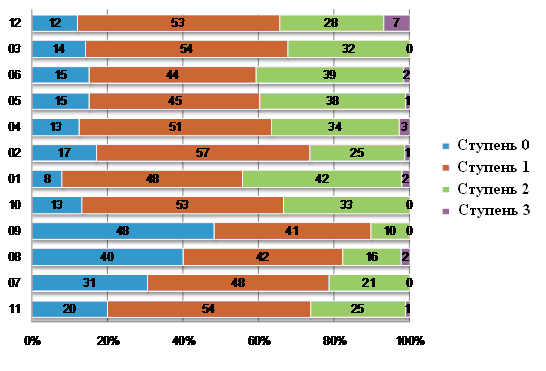 12 12 53 28 7
03 14 54 32 0
06 15 44 39 2
05 15 45 38 1
04 13 51 34 3
02 17 57 25 1
01 8 48 42 2
10 13 53 33 0
09 48 41 10 0
08 40 42 16 2
07 31 48 21 0
11 20 54 25 1
0% 20% 40% 60% 80% 100%
Ступень 0
Ступень 1
Ступень 2
Ступень 3